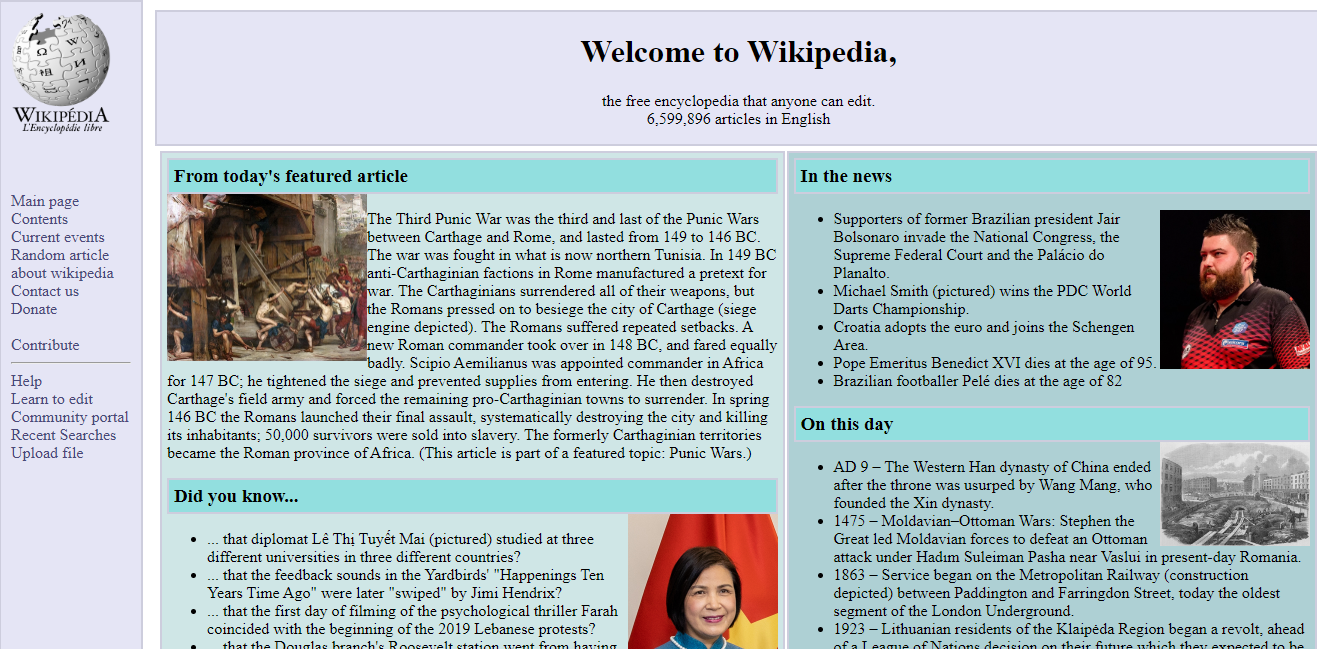 WIKIPÉDIA
L'Encyclopédie libre
Main page
Contents
Current events
Random article
about wikipedia
Contact us
Donate
Contribute
Help
Learn to edit
Community portal
Recent Searches
Upload file
Welcome to Wikipedia,
the free encyclopedia that anyone can edit.
6,599,896 articles in English
From today's featured article
The Third Punic War was the third and last of the Punic Wars
between Carthage and Rome, and lasted from 149 to 146 BC.
The war was fought in what is now northern Tunisia. In 149 BC
anti-Carthaginian factions in Rome manufactured a pretext for
war. The Carthaginians surrendered all of their weapons, but
the Romans pressed on to besiege the city of Carthage (siege
engine depicted). The Romans suffered repeated setbacks. A
new Roman commander took over in 148 BC, and fared equally
badly. Scipio Aemilianus was appointed commander in Africa
for 147 BC; he tightened the siege and prevented supplies from entering. He then destroyed
Carthage's field army and forced the remaining pro-Carthaginian towns to surrender. In spring
146 BC the Romans launched their final assault, systematically destroying the city and killing
its inhabitants; 50,000 survivors were sold into slavery. The formerly Carthaginian territories
became the Roman province of Africa. (This article is part of a featured topic: Punic Wars.)
Did you know...
... that diplomat Lê Thị Tuyết Mai (pictured) studied at three
different universities in three different countries?
... that the feedback sounds in the Yardbirds' "Happenings Ten
Years Time Ago" were later "swiped" by Jimi Hendrix?
... that the first day of filming of the psychological thriller Farah
coincided with the beginning of the 2019 Lebanese protests?
... that the Douglas branch's Roosevelt station went from having
In the news
Supporters of former Brazilian president Jair
Bolsonaro invade the National Congress, the
Supreme Federal Court and the Palácio do
Planalto.
Michael Smith (pictured) wins the PDC World
Darts Championship.
Croatia adopts the euro and joins the Schengen
Area.
Pope Emeritus Benedict XVI dies at the age of 95.
Brazilian footballer Pelé dies at the age of 82
On this day
AD 9 – The Western Han dynasty of China ended
after the throne was usurped by Wang Mang, who
founded the Xin dynasty.
1475 – Moldavian–Ottoman Wars: Stephen the
Great led Moldavian forces to defeat an Ottoman
attack under Hadım Suleiman Pasha near Vaslui in present-day Romania.
1863 – Service began on the Metropolitan Railway (construction
depicted) between Paddington and Farringdon Street, today the oldest
segment of the London Underground.
1923 – Lithuanian residents of the Klaipėda Region began a revolt, ahead
of a League of Nations decision on their future which they expected to be